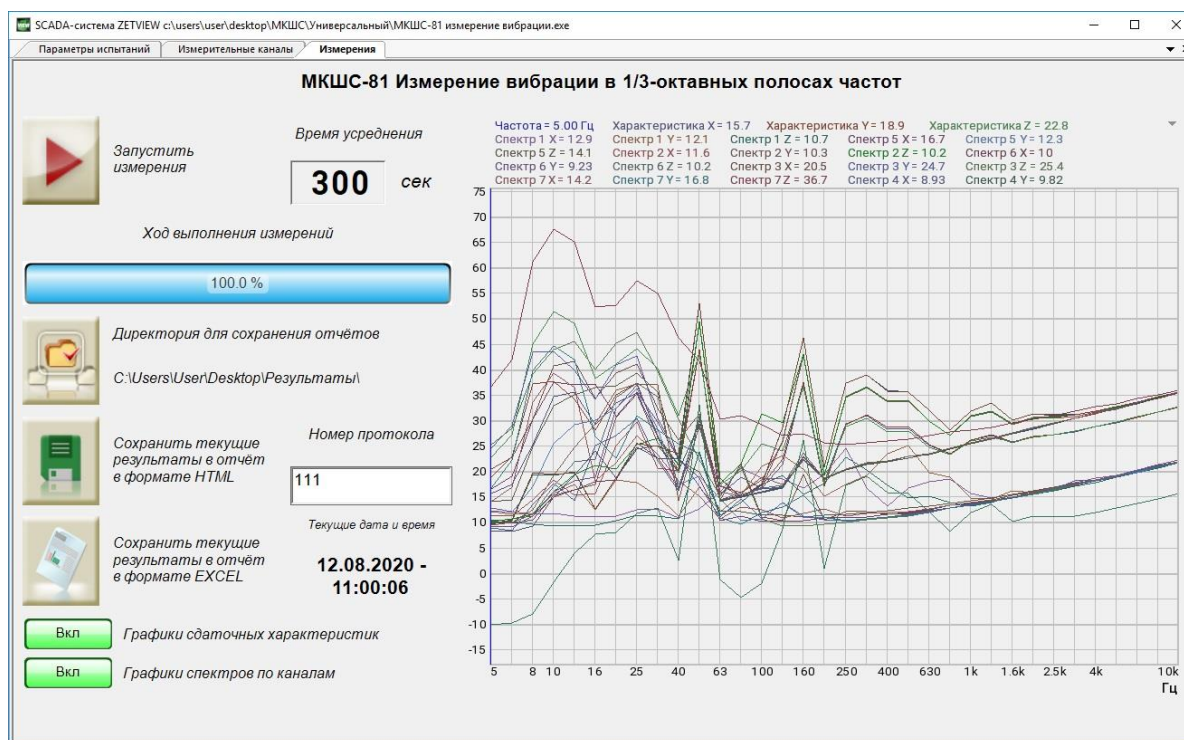 SCADA-система ZETVIEW c:\users\user\desktop\МКШС\Универсальный\МКШС-81 измерение вибрации.exe
Параметры испытаний Измерительные каналы Измерения
МКШС-81 Измерение вибрации в 1/3-октавных полосах частот
Запустить
измерения
Время усреднения
300 сек
Ход выполнения измерений
100.0 %
Директория для сохранения отчётов
C:\Users\User\Desktop\Результаты\
Сохранить текущие
результаты в отчёт
в формате HTML
Номер протокола
111
Текущие дата и время
12.08.2020 -
11:00:06
Сохранить текущие
результаты в отчёт
в формате EXCEL
Вкл Графики сдаточных характеристик
Вкл Графики спектров по каналам
Частота = 5.00 Гц Характеристика X = 15.7 Характеристика Y = 18.9 Характеристика Z = 22.8
Спектр 1 X = 12.9 Спектр 1 Y = 12.1 Спектр 1 Z = 10.7 Спектр 5 X = 16.7 Спектр 5 Y = 12.3
Спектр 5 Z = 14.1 Спектр 2 X = 11.6 Спектр 2 Y = 10.3 Спектр 2 Z = 10.2 Спектр 6 X = 10
Спектр 6 Y = 9.23 Спектр 6 Z = 10.2 Спектр 3 X = 20.5 Спектр 3 Y = 24.7 Спектр 3 Z = 25.4
Спектр 7 X = 14.2 Спектр 7 Y = 16.8 Спектр 7 Z = 36.7 Спектр 4 X = 8.93 Спектр 4 Y = 9.82
75
70
65
60
55
50
45
40
35
30
25
20
15
10
5
0
-5
-10
-15
5 8 10 16 25 40 63 100 160 250 400 630 1k 1.6k 2.5k 4k 10k
Гц